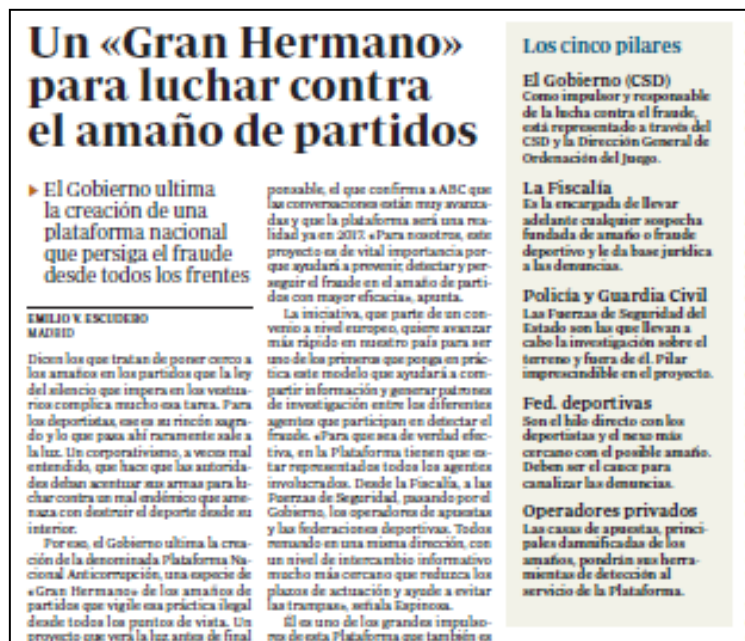 Un «Gran Hermano»
para luchar contra
el amaño de partidos
El Gobierno ultima
la creación de una
plataforma nacional
que persiga el fraude
desde todos los frentes
EMILIO V. ESCUDERO
MADRID
Dicen los que tratan de poner cerco a
los amaños en los partidos que la ley
del silencio que impera en los vestua-
rios complica mucho esa tarea. Para
los deportistas, ese es su rincón sagra-
do y lo que pasa ahí raramente sale a
la luz. Un corporativismo, a veces mal
entendido, que hace que las autorida-
des deban acentuar sus armas para lu-
char contra un mal endémico que ame-
naza con destruir el deporte desde su
interior.
Por eso, el Gobierno ultima la crea-
ción de la denominada Plataforma Na-
cional Anticorrupción, una especie de
«Gran Hermano» de los amaños de
partidos que vigile esa práctica ilegal
desde todos los puntos de vista. Un
proyecto que verá la luz antes de final
ponsable, el que confirma a ABC que
las conversaciones están muy avanza-
das y que la plataforma será una rea-
lidad ya en 2017. «Para nosotros, este
proyecto es de vital importancia por-
que ayudará a prevenir, detectar y per-
seguir el fraude en el amaño de parti-
dos con mayor eficacia», apunta.
La iniciativa, que parte de un con-
venio a nivel europeo, quiere avanzar
más rápido en nuestro país para ser
uno de los primeros que ponga en prác-
tica este modelo que ayudará a com-
partir información y generar patrones
de investigación entre los diferentes
agentes que participan en detectar el
fraude. «Para que sea de verdad efec-
tiva, en la Plataforma tienen que es-
tar representados todos los agentes
involucrados. Desde la Fiscalía, a las
Fuerzas de Seguridad, pasando por el
Gobierno, los operadores de apuestas
y las federaciones deportivas. Todos
remando en una misma dirección, con
un nivel de intercambio informativo
mucho más cercano que reduzca los
plazos de actuación y ayude a evitar
las trampas», señala Espinosa.
Él es uno de los grandes impulso-
res de esta Plataforma que también es
Los cinco pilares
El Gobierno (CSD)
Como impulsor y responsable
de la lucha contra el fraude,
está representado a través del
CSD y la Dirección General de
Ordenación del Juego.
La Fiscalía
Es la encargada de llevar
adelante cualquier sospecha
fundada de amaño o fraude
deportivo y le da base jurídica
a las denuncias.
Policía y Guardia Civil
Las Fuerzas de Seguridad del
Estado son las que llevan a
cabo la investigación sobre el
terreno y fuera de él. Pilar
imprescindible en el proyecto.
Fed. deportivas
Son el hilo directo con los
deportistas y el nexo más
cercano con el posible amaño.
Deben ser el cauce para
canalizar las denuncias.
Operadores privados
Las casas de apuestas, princi-
pales damnificadas de los
amaños, pondrán sus herra-
mientas de detección al
servicio de la Plataforma.